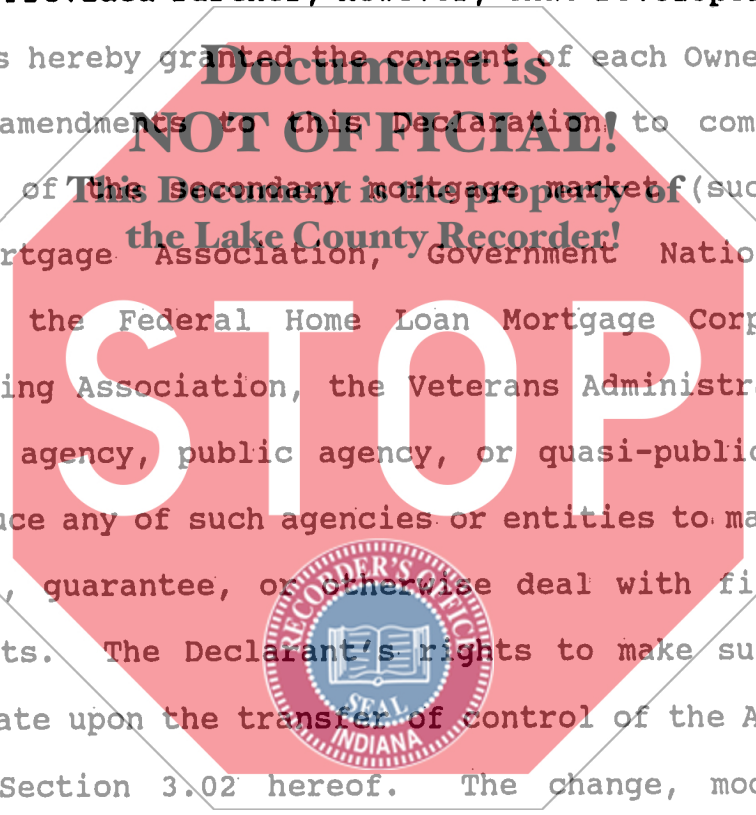 Provided further, however, that Develop
s hereby granted the consent of each Owne
amendments to this Declaration to com
of the secondary mortgage market (suc
rtgage Association, Government Natio
the Federal Home Loan Mortgage Corp
ing Association, the Veterans Administr
agency, public agency, or quasi-public
uce any of such agencies or entities to ma
, guarantee, or otherwise deal with fi
ts. The Declarant's rights to make su
ate upon the transfer of control of the A
Section 3.02 hereof. The change, mod
Document is
NOT OFFICIAL!
This Document is the property of
the Lake County Recorder!
STOP
RECORDER'S OFFICE
SEAL
INDIANA